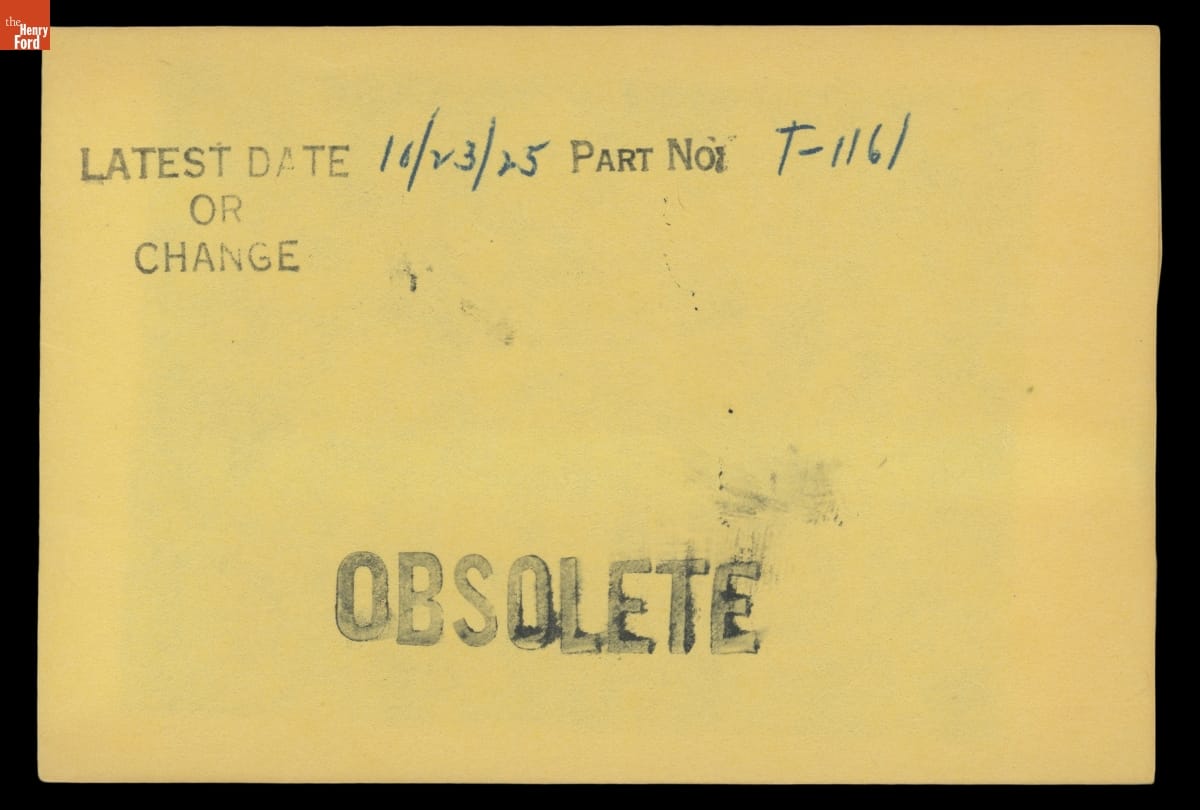 the
Henry
Ford
LATEST DATE 10/23/25 PART NO. T-1161
OR
CHANGE
OBSOLETE